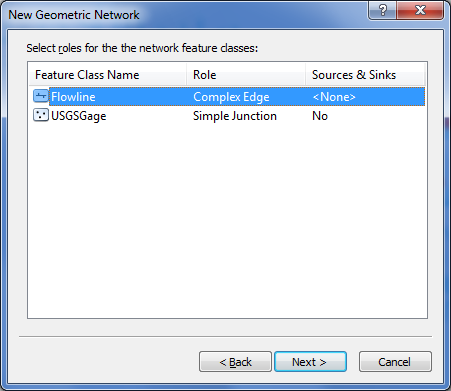 New Geometric Network
?
Select roles for the the network feature classes:
Feature Class Name Role Sources & Sinks
Flowline Complex Edge <None>
USGSGage Simple Junction No
< Back Next > Cancel